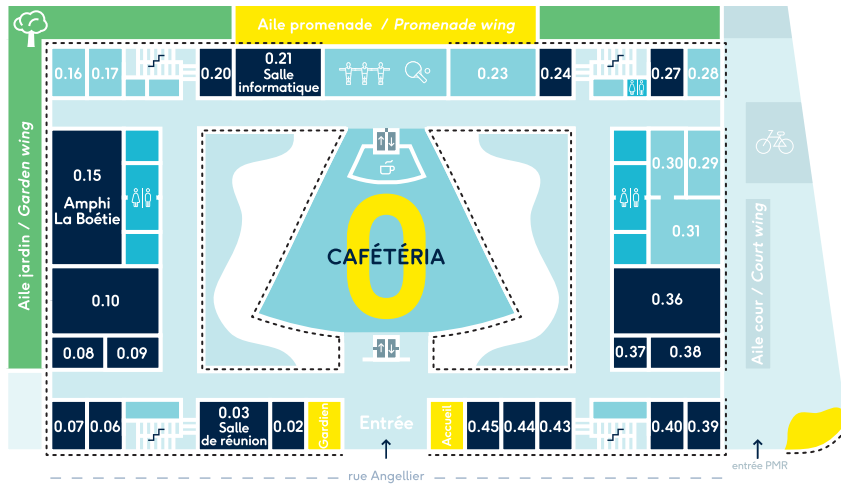 Aile promenade / Promenade wing
0.16
0.17
0.20
0.21
Salle
informatique
0.23
0.24
0.27
0.28
Aile jardin / Garden wing
0.15
Amphi
La Boétie
0.30
0.29
0.31
0
CAFÉTÉRIA
0.10
0.36
0.08
0.09
0.37
0.38
Aile cour / Court wing
0.07
0.06
0.03
Salle
de réunion
0.02
Gardien
Entrée
Accueil
0.45
0.44
0.43
0.40
0.39
rue Angellier
entrée PMR